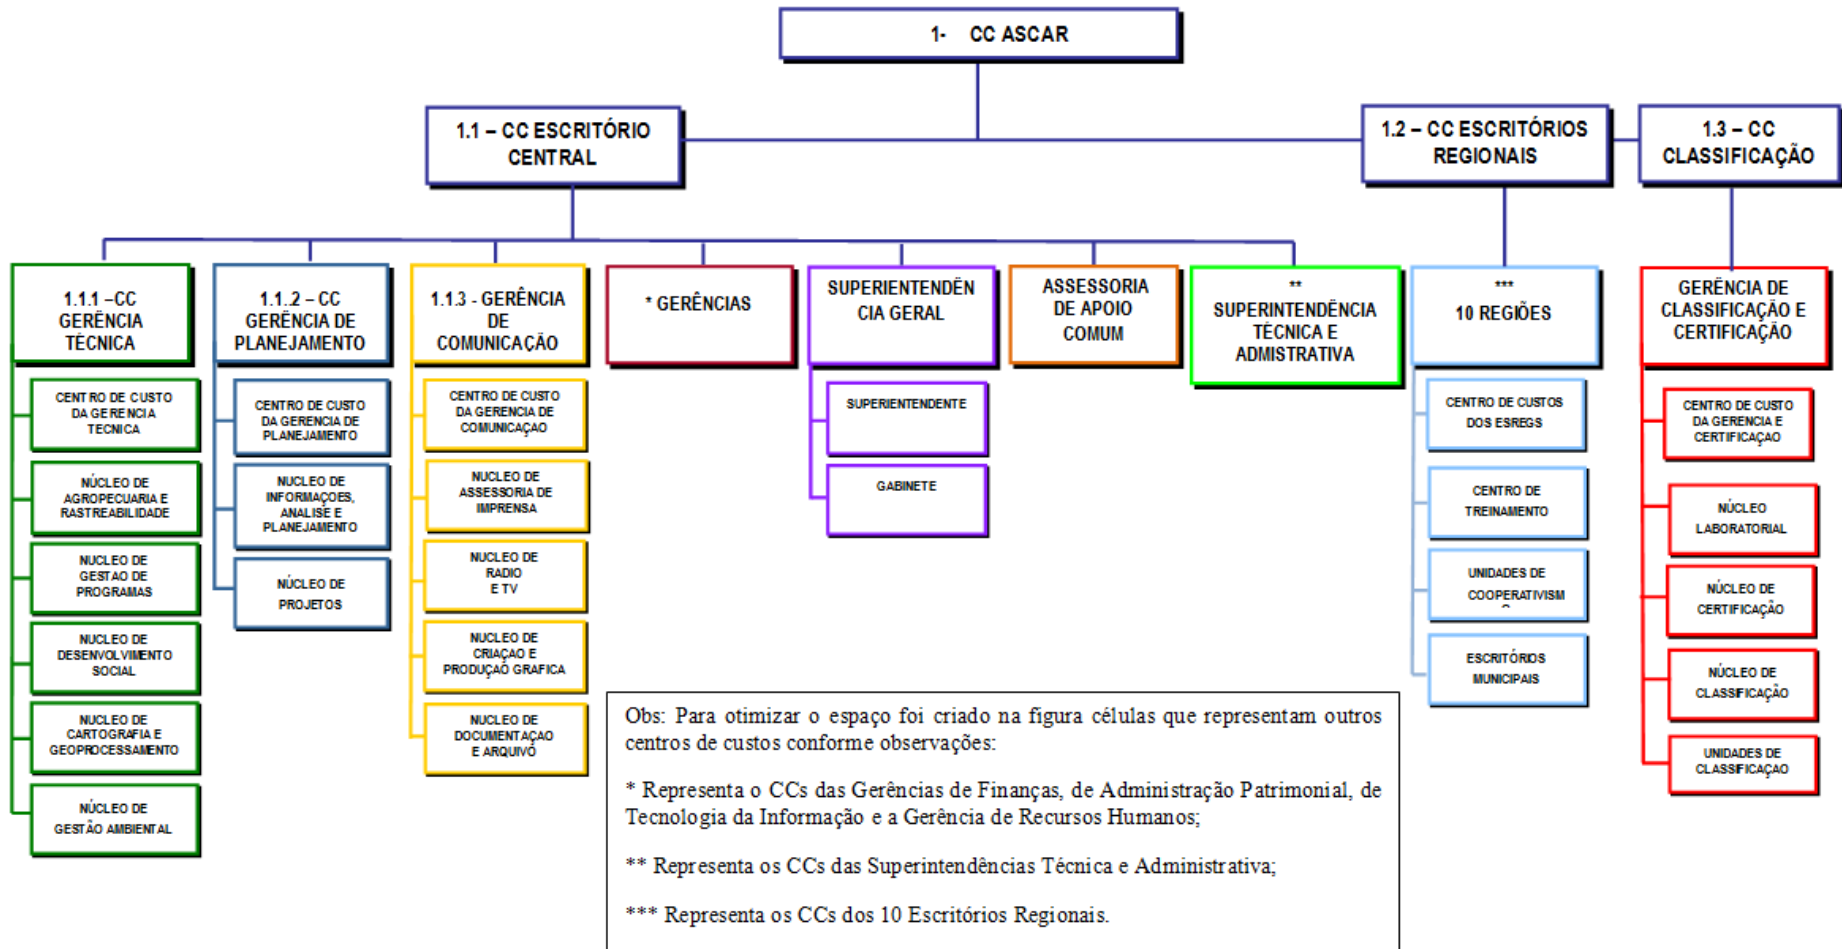 1- CC ASCAR
1.1 – CC ESCRITÓRIO
CENTRAL
1.2 – CC ESCRITÓRIOS
REGIONAIS
1.3 – CC
CLASSIFICAÇÃO
1.1.1 –CC
GERÊNCIA
TÉCNICA
CENTRO DE CUSTO
DA GERENCIA
TECNICA
NÚCLEO DE
AGROPECUARIA E
RASTREABILIDADE
NUCLEO DE
GESTAO DE
PROGRAMAS
NUCLEO DE
DESENVOLVIMENTO
SOCIAL
NUCLEO DE
CARTOGRAFIA E
GEOPROCESSAMENTO
NÚCLEO DE
GESTÃO AMBIENTAL
1.1..2 – CC
GERÊNCIA DE
PLANEJAMENTO
CENTRO DE CUSTO
DA GERENCIA DE
PLANEJAMENTO
NUCLEO DE
INFORMAÇOES,
ANALISE E
PLANEJAMENTO
NÚCLEO DE
PROJETOS
1.1.3 - GERÊNCIA
DE
COMUNICAÇÃO
CENTRO DE CUSTO
DA GERENCIA DE
COMUNICAÇAO
NUCLEO DE
ASSESSORIA DE
IMPRENSA
NUCLEO DE
RADIO
E TV
NUCLEO DE
CRIAÇAO E
PRODUÇAO GRAFICA
NUCLEO DE
DOCUMENTAÇAO
E ARQUIVO
* GERÊNCIAS
SUPERIENTENDÊN
CIA GERAL
SUPERIENTENDENTE
GABINETE
ASSESSORIA
DE APOIO
COMUM
**
SUPERINTENDÊNCIA
TÉCNICA E
ADMISTRATIVA
***
10 REGIÕES
CENTRO DE CUSTOS
DOS ESREGS
CENTRO DE
TREINAMENTO
UNIDADES DE
COOPERATIVISM
ESCRITÓRIOS
MUNICIPAIS
GERÊNCIA DE
CLASSIFICAÇÃO E
CERTIFICAÇÃO
CENTRO DE CUSTO
DA GERENCIA E
CERTIFICAÇAO
NÚCLEO
LABORATORIAL
NÚCLEO DE
CERTIFICAÇÃO
NÚCLEO DE
CLASSIFICAÇÃO
UNIDADES DE
CLASSIFICAÇAO
Obs: Para otimizar o espaço foi criado na figura células que representam outros
centros de custos conforme observações:
* Representa o CCs das Gerências de Finanças, de Administração Patrimonial, de
Tecnologia da Informação e a Gerência de Recursos Humanos;
** Representa os CCs das Superintendências Técnica e Administrativa;
*** Representa os CCs dos 10 Escritórios Regionais.